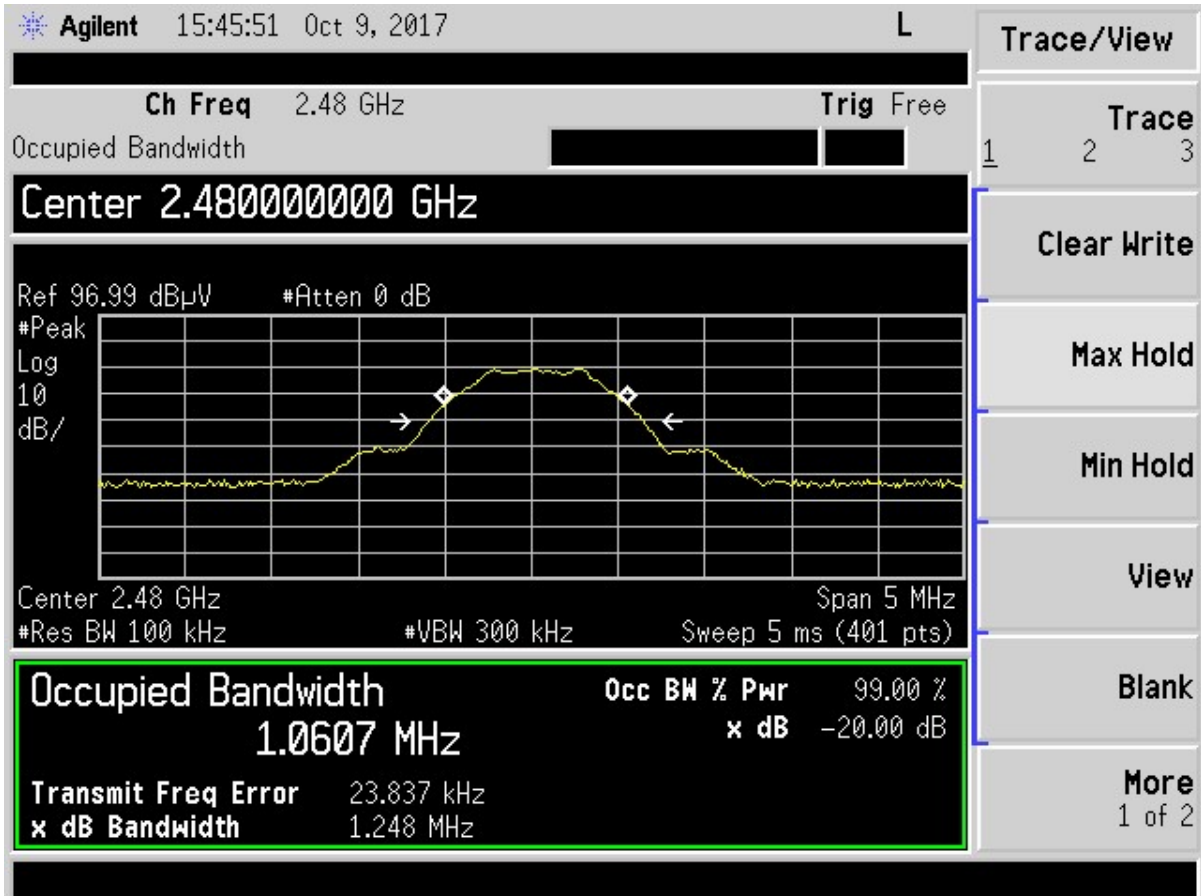 Agilent 15:45:51 Oct 9, 2017 L
Trace/View
Ch Freq 2.48 GHz Trig Free
Occupied Bandwidth
Center 2.480000000 GHz
Ref 96.99 dBµV #Atten 0 dB
#Peak
Log
10
dB/
Center 2.48 GHz Span 5 MHz
#Res BW 100 kHz #VBW 300 kHz Sweep 5 ms (401 pts)
Occupied Bandwidth Occ BW % Pwr 99.00 %
1.0607 MHz x dB -20.00 dB
Transmit Freq Error 23.837 kHz
x dB Bandwidth 1.248 MHz
Trace
1 2 3
Clear Write
Max Hold
Min Hold
View
Blank
More
1 of 2